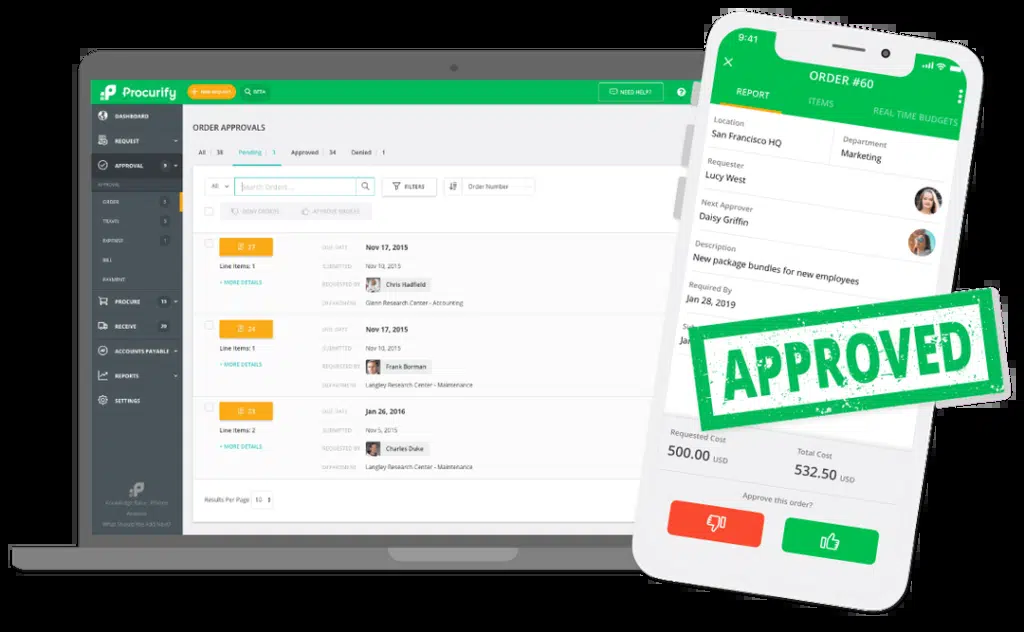 Procurify
NEED HELP?
DASHBOARD
REQUEST
APPROVAL
ORDER
TRAVEL
EXPENSE
BILL
PAYMENT
PROCURE
RECEIVE
ACCOUNTS PAYABLE
REPORTS
SETTINGS
ORDER APPROVALS
All 38 Pending 1 Approved 34 Denied 1
All Search Orders... FILTERS Order Number
DENY ORDERS APPROVE ORDERS
27 DUE DATE Nov 17, 2015
Line Items: 1 SUBMITTED Nov 10, 2015
+ MORE DETAILS REQUESTED BY Chris Hadfield
DEPARTMENT Glenn Research Center - Accounting
DUE DATE Nov 17, 2015
Line Items: 1 SUBMITTED Nov 10, 2015
+ MORE DETAILS REQUESTED BY Frank Borman
DEPARTMENT Langley Research Center - Maintenance
DUE DATE Jan 26, 2016
Line Items: 2 SUBMITTED Nov 5, 2015
+ MORE DETAILS REQUESTED BY Charles Duke
DEPARTMENT Langley Research Center - Maintenance
Results Per Page 10
9:41
ORDER #60
REPORT ITEMS REAL TIME BUDGETS
Location
San Francisco HQ
Department
Marketing
Requester
Lucy West
Next Approver
Daisy Griffin
Description
New package bundles for new employees
Required By
Jan 28, 2019
APPROVED
Requested Cost
500.00 USD
Total Cost
532.50 USD
Approve this order?